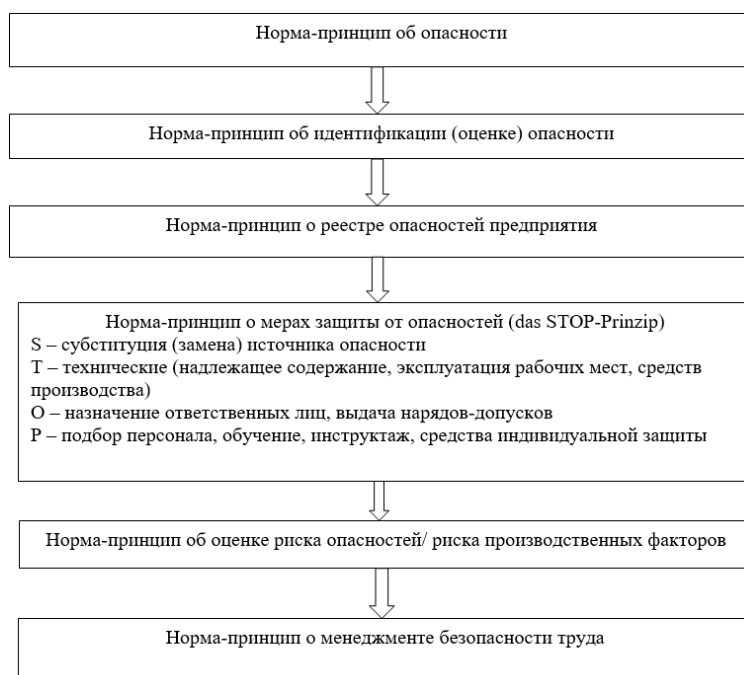 Норма-принцип об опасности
Норма-принцип об идентификации (оценке) опасности
Норма-принцип о реестре опасностей предприятия
Норма-принцип о мерах защиты от опасностей (das STOP-Prinzip)
S – субституция (замена) источника опасности
T – технические (надлежащее содержание, эксплуатация рабочих мест, средств
производства)
O – назначение ответственных лиц, выдача нарядов-допусков
P – подбор персонала, обучение, инструктаж, средства индивидуальной защиты
Норма-принцип об оценке риска опасностей/ риска производственных факторов
Норма-принцип о менеджменте безопасности труда